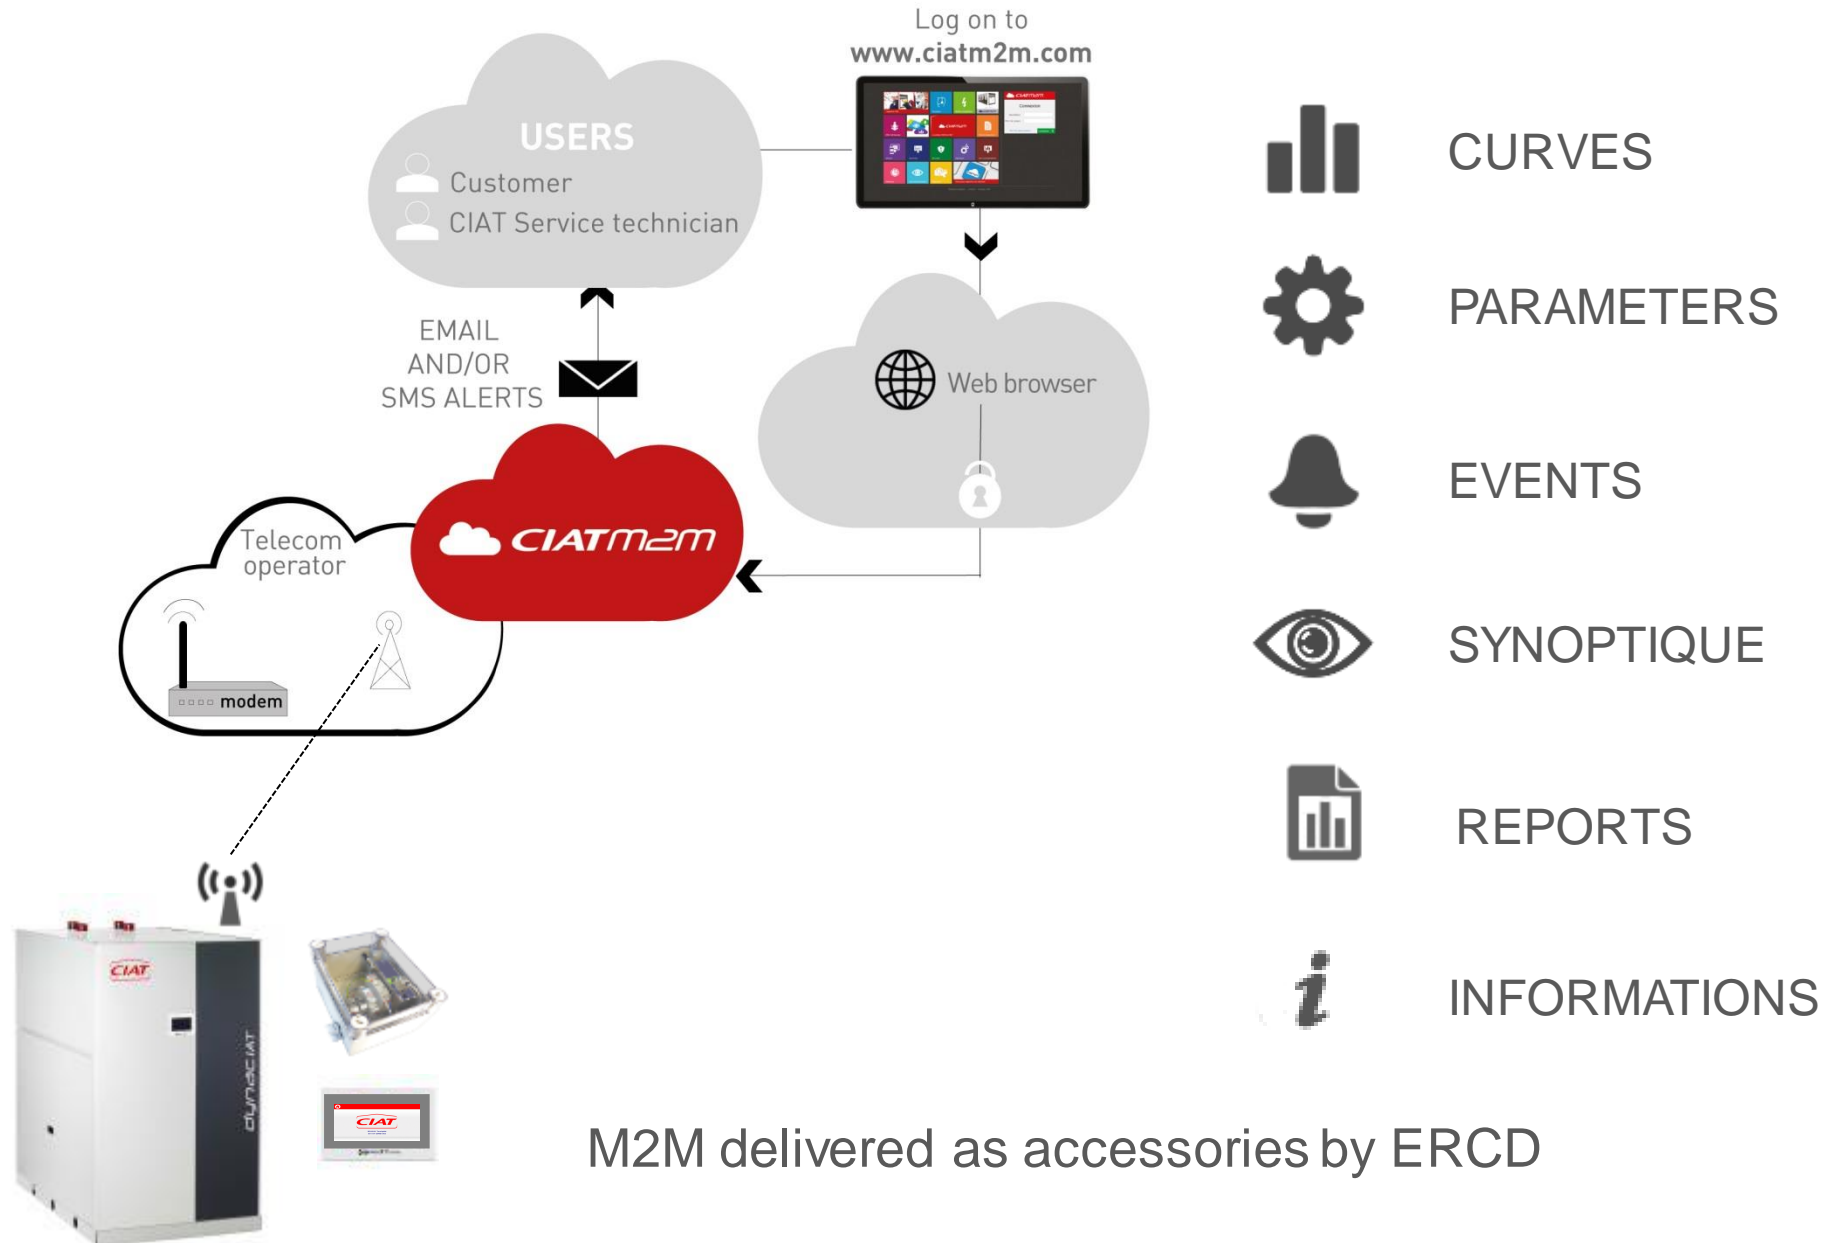 Log on to
www.ciatm2m.com
USERS
Customer
CIAT Service technician
EMAIL
AND/OR
SMS ALERTS
Web browser
CIATm2m
Telecom
operator
modem
CIAT
dynaCIAT
CIAT
CURVES
PARAMETERS
EVENTS
SYNOPTIQUE
REPORTS
INFORMATIONS
M2M delivered as accessories by ERCD